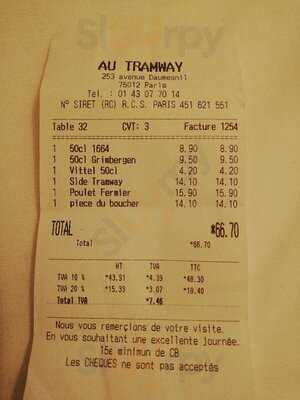 AU TRAMWAY
253 avenue Daumesnil
75012 Paris
Tel. : 01 43 07 70 14
N° SIRET (RC) R.C.S. PARIS 451 621 551
Table 32 CVT: 3 Facture 1254
1 50cl 1664 8.90 8.90
1 50cl Grimbergen 9.50 9.50
1 Vittel 50cl 4.20 4.20
1 Side Tramway 14.10 14.10
1 Poulet Fermier 15.90 15.90
1 piece du boucher 14.10 14.10
TOTAL *66.70
Total *66.70
HT TVA TTC
TVA 10 % *43.91 *4.39 *48.30
TVA 20 % *15.33 *3.07 *18.40
Total TVA *7.46
Nous vous remerçions de votre visite.
En vous souhaitant une excellente journée.
15€ minimun de CB
Les CHEQUES ne sont pas acceptés